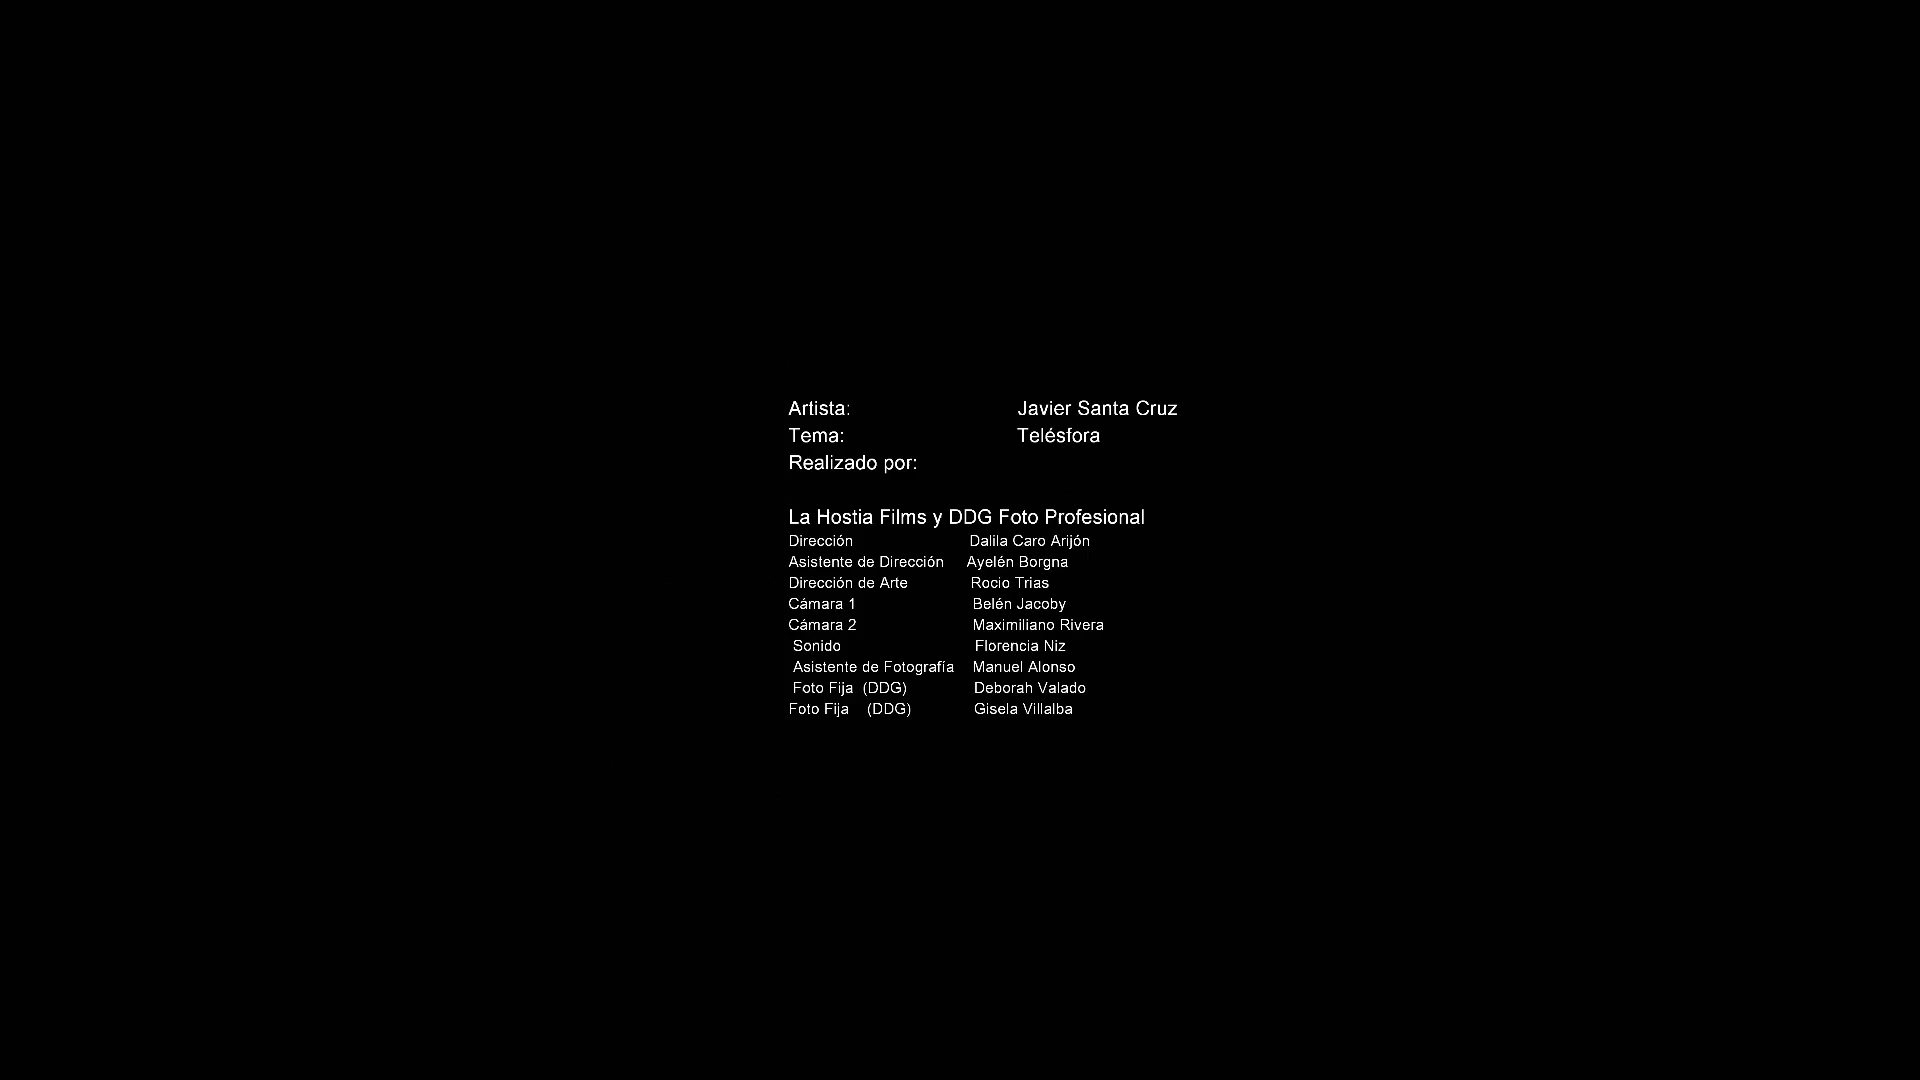 Artista: Javier Santa Cruz
Tema: Telésfora
Realizado por:
La Hostia Films y DDG Foto Profesional
Dirección Dalila Caro Arijón
Asistente de Dirección Ayelén Borgna
Dirección de Arte Rocio Trias
Cámara 1 Belén Jacoby
Cámara 2 Maximiliano Rivera
Sonido Florencia Niz
Asistente de Fotografía Manuel Alonso
Foto Fija (DDG) Deborah Valado
Foto Fija (DDG) Gisela Villalba